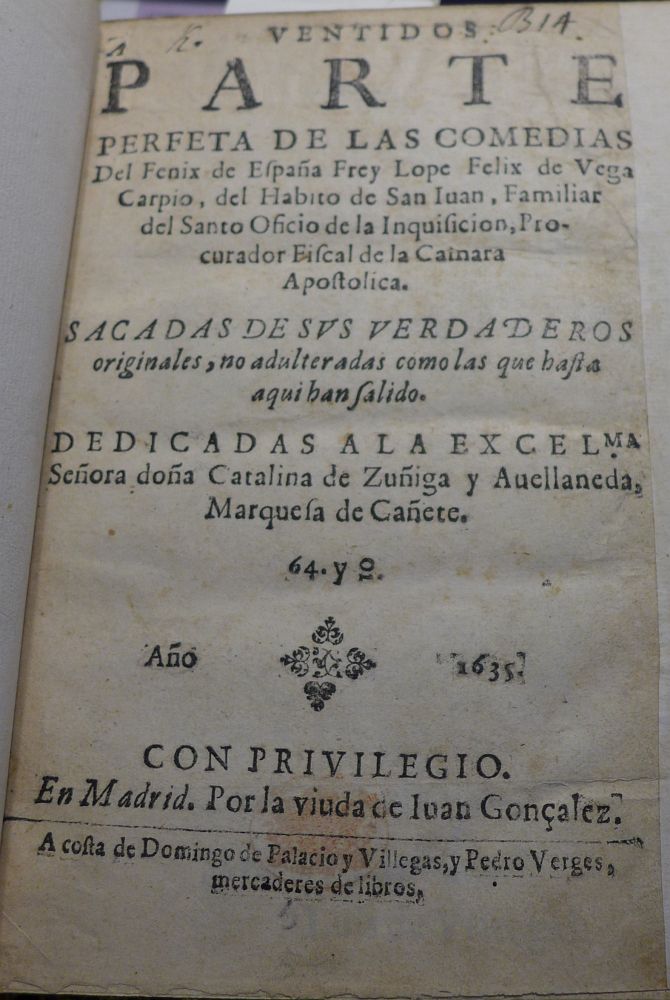 VENTIDOS. BIA.
PARTE
PERFETA DE LAS COMEDIAS
Del Fenix de Eſpaña Frey Lope Felix de Vega
Carpio, del Habito de San Iuan, Familiar
del Santo Oficio de la Inquiſicion, Pro-
curador Fiſcal de la Camara
Apoſtolica.
SACADAS DE SVS VERDADEROS
originales, no adulteradas como las que haſta
aqui han ſalido.
DEDICADAS A LA EXCEL.MA
Señora doña Catalina de Zuñiga y Auellaneda,
Marqueſa de Cañete.
64. y
Año 1635.
CON PRIVILEGIO.
En Madrid. Por la viuda de Iuan Gonçalez.
A coſta de Domingo de Palacio y Villegas, y Pedro Verges,
mercaderes de libros.